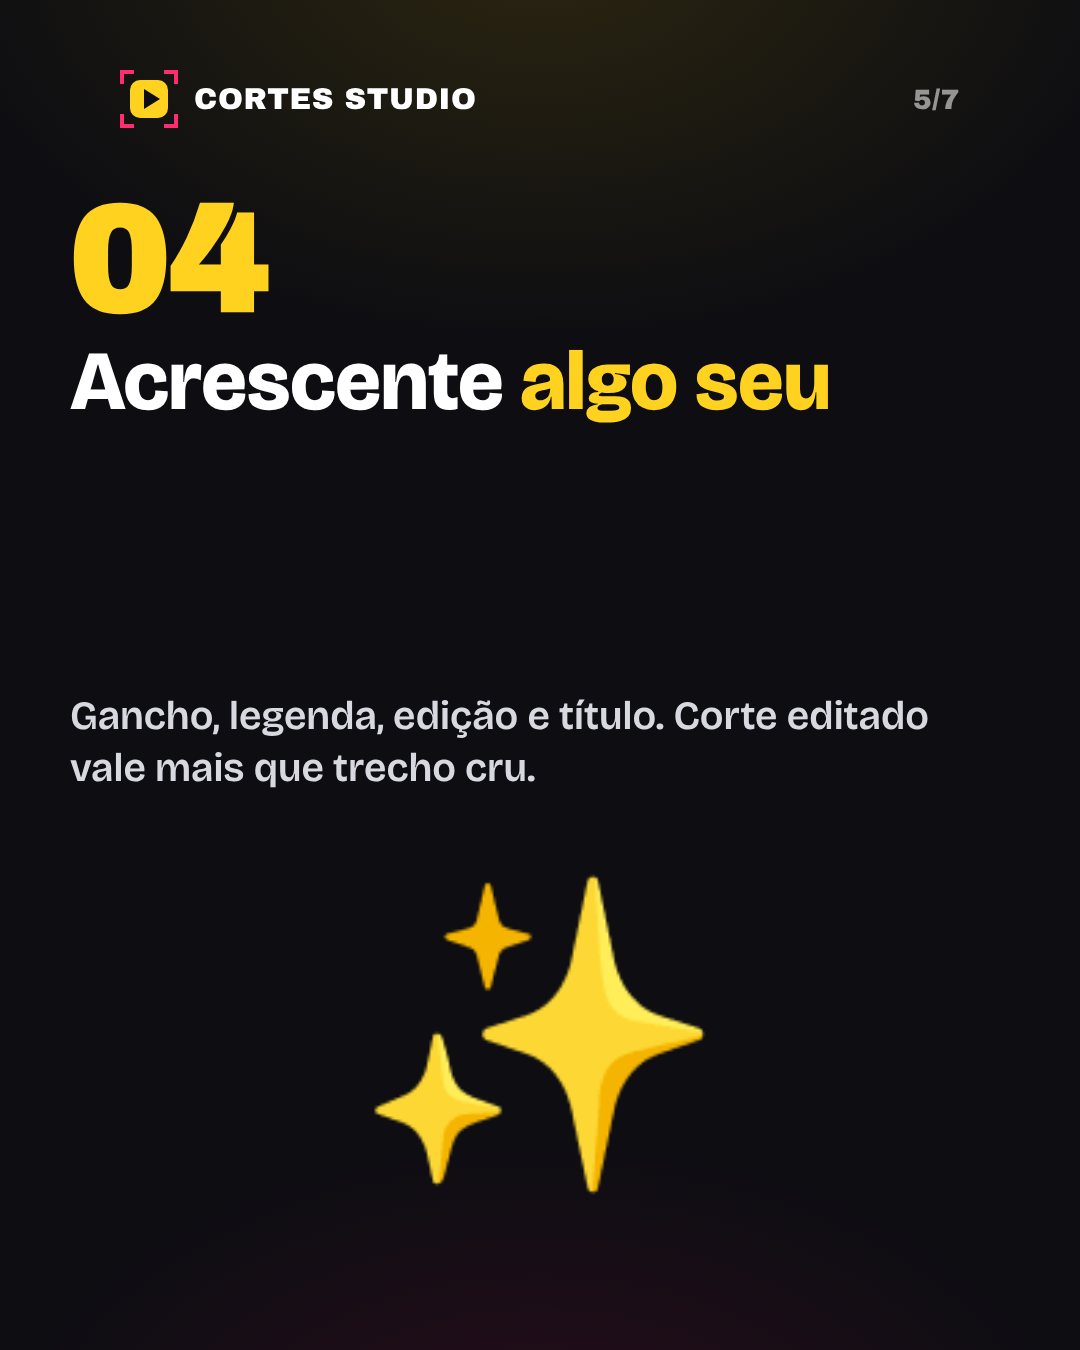 CORTES STUDIO
5/7
04
Acrescente algo seu
Gancho, legenda, edição e título. Corte editado
vale mais que trecho cru.